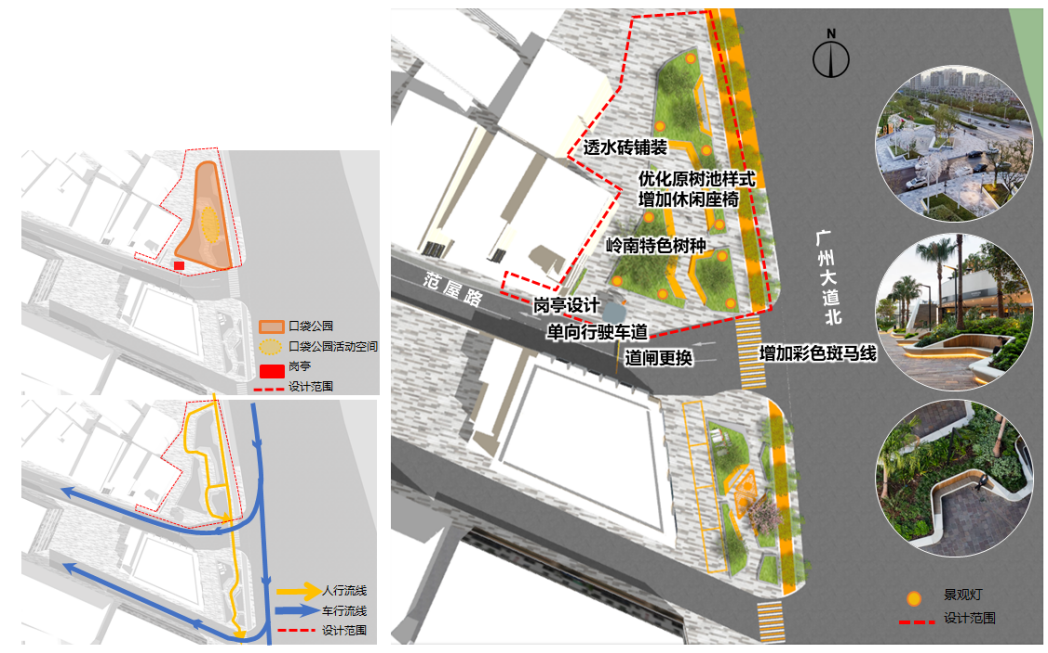 口袋公园
口袋公园活动空间
岗亭
设计范围
人行流线
车行流线
设计范围
N
透水砖铺装
优化原树池样式
增加休闲座椅
岭南特色树种
范屋路
岗亭设计
单向行驶车道
道闸更换
增加彩色斑马线
广州大道北
景观灯
设计范围